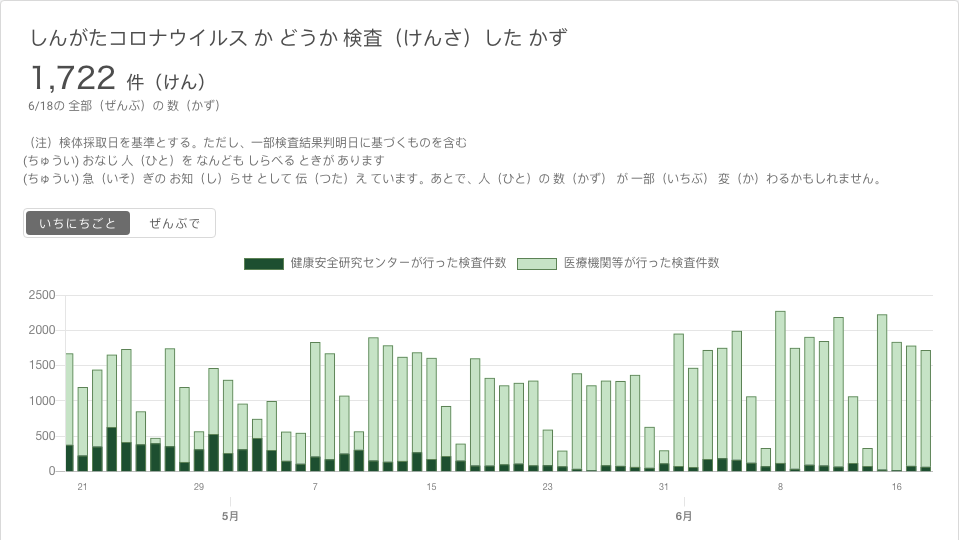 しんがたコロナウイルス か どうか 検査（けんさ）した かず
1,722 件（けん）
6/18の 全部（ぜんぶ）の 数（かず）
（注）検体採取日を基準とする。ただし、一部検査結果判明日に基づくものを含む
(ちゅうい) おなじ 人（ひと）を なんども しらべる ときが あります
(ちゅうい) 急（いそ）ぎの お知（し）らせ として 伝（つた）え ています。あとで、人（ひと）の 数（かず） が 一部（いちぶ） 変（か）わるかもしれません。
いちにちごと ぜんぶで
健康安全研究センターが行った検査件数 医療機関等が行った検査件数
2500
2000
1500
1000
500
0
21 29 7 15 23 31 8 16
5月 6月